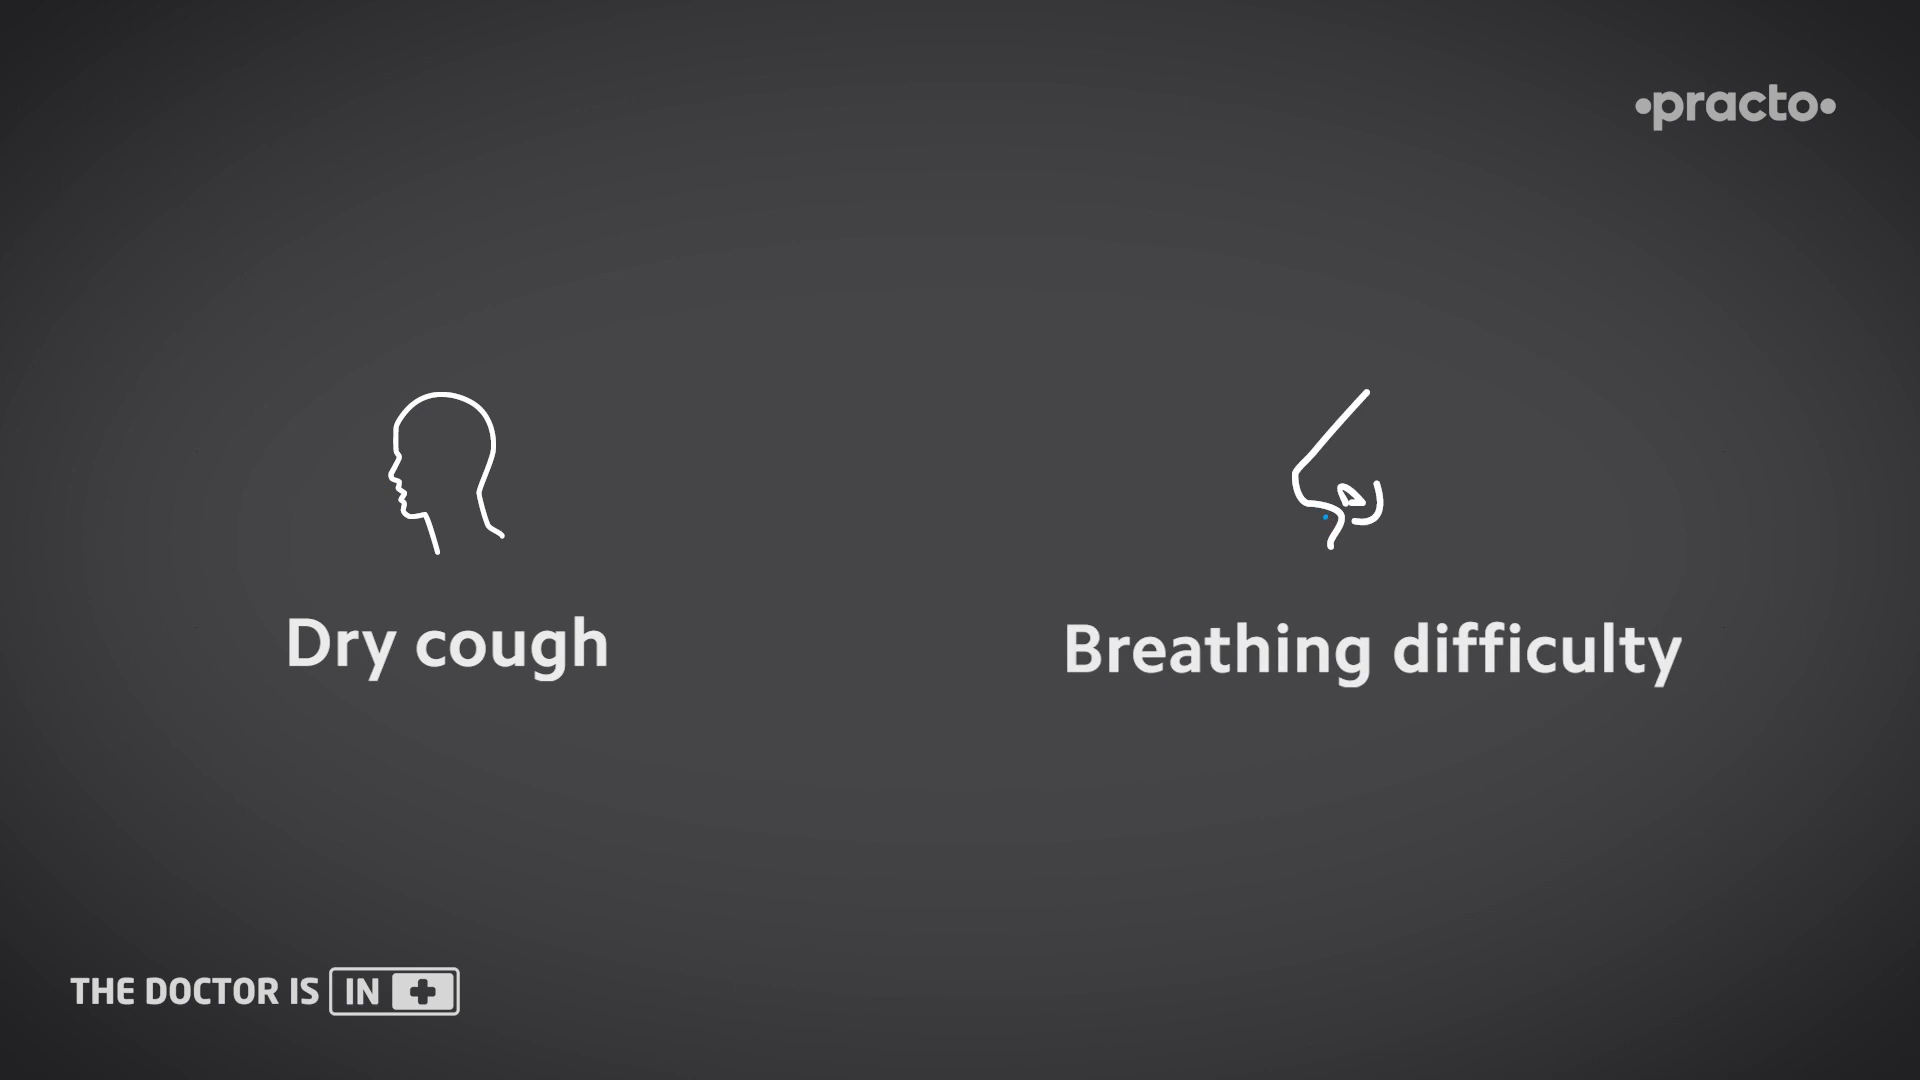 practo
Dry cough
Breathing difficulty
THE DOCTOR IS IN